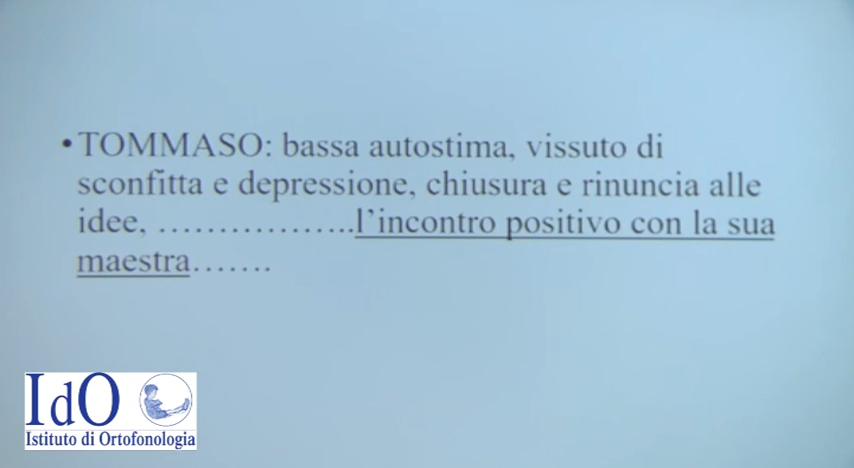 •TOMMASO: bassa autostima, vissuto di
sconfitta e depressione, chiusura e rinuncia alle
idee, ……………..l’incontro positivo con la sua
maestra…….
IdO
Istituto di Ortofonologia